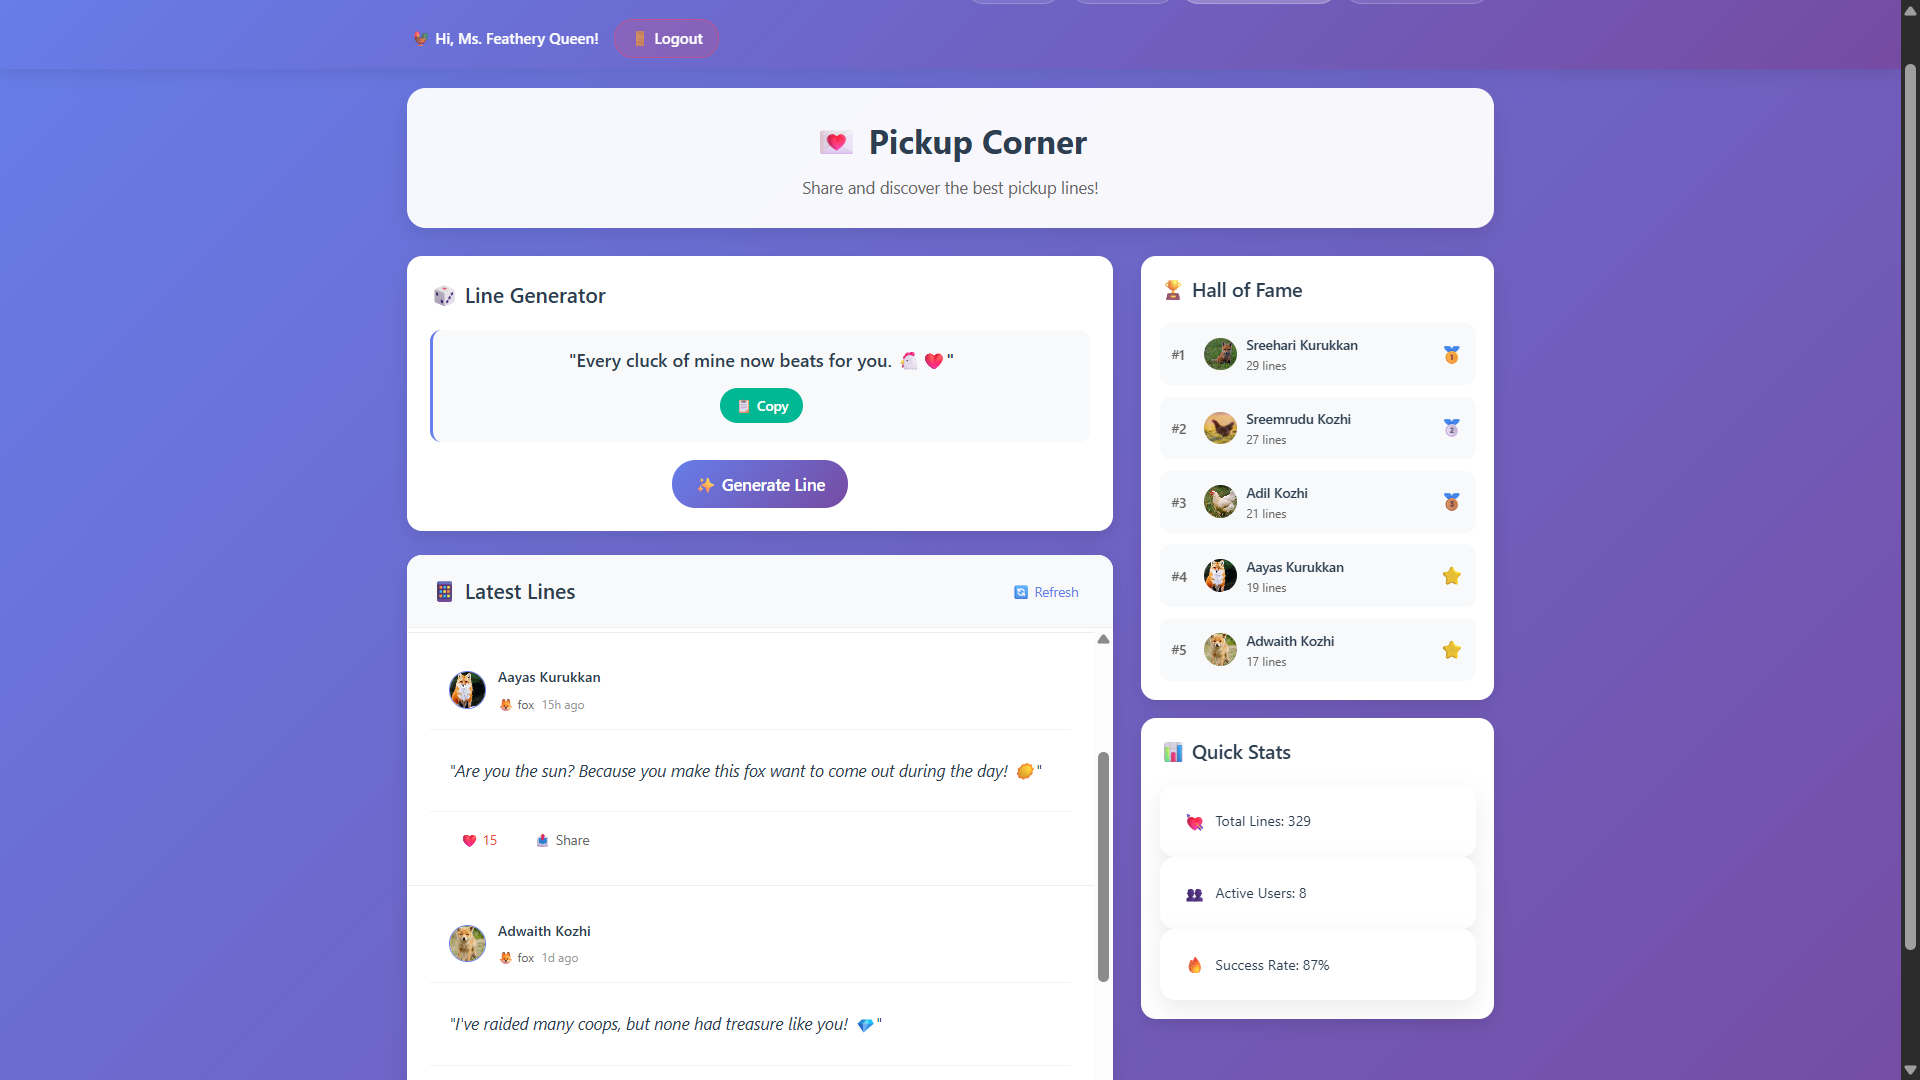 Hi, Ms. Feathery Queen!
Logout
Pickup Corner
Share and discover the best pickup lines!
Line Generator
"Every cluck of mine now beats for you. 🐔 ❤️ "
Copy
Generate Line
Latest Lines
Refresh
Aayas Kurukkan
fox 15h ago
"Are you the sun? Because you make this fox want to come out during the day! 🌞 "
15
Share
Adwaith Kozhi
fox 1d ago
"I've raided many coops, but none had treasure like you! 💎 "
Hall of Fame
#1
Sreehari Kurukkan
29 lines
#2
Sreemrudu Kozhi
27 lines
#3
Adil Kozhi
21 lines
#4
Aayas Kurukkan
19 lines
#5
Adwaith Kozhi
17 lines
Quick Stats
Total Lines: 329
Active Users: 8
Success Rate: 87%